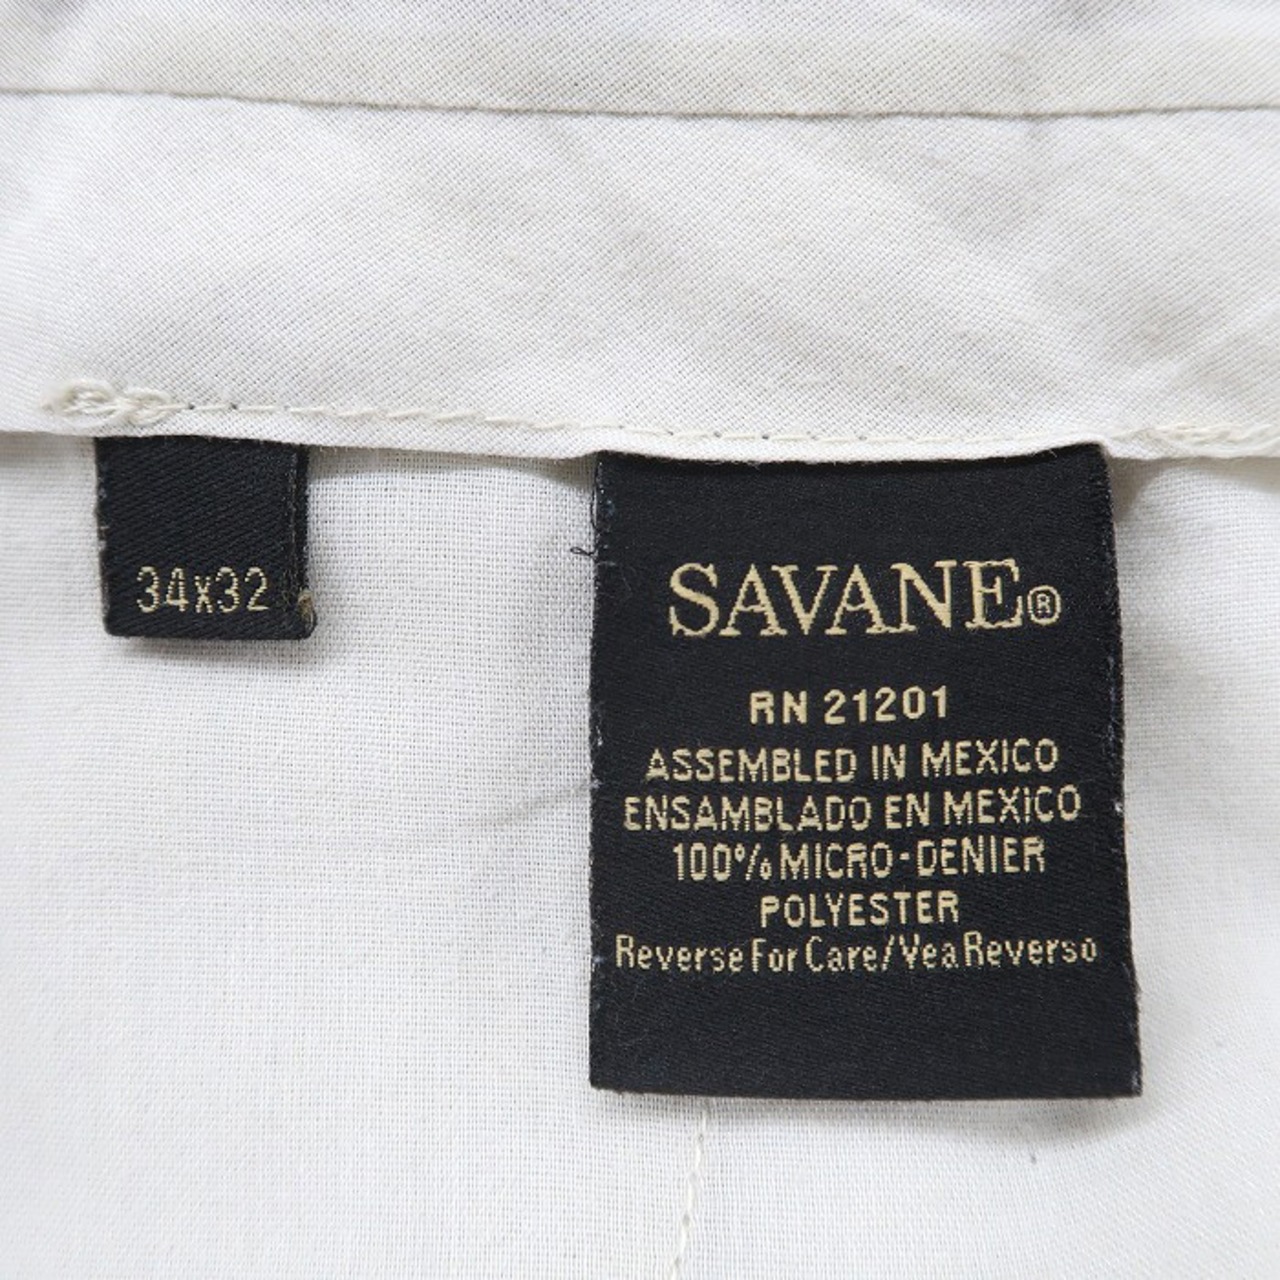 34x32
SAVANE®
RN 21201
ASSEMBLED IN MEXICO
ENSAMBLADO EN MEXICO
100% MICRO-DENIER
POLYESTER
Reverse For Care/Vea Reverso